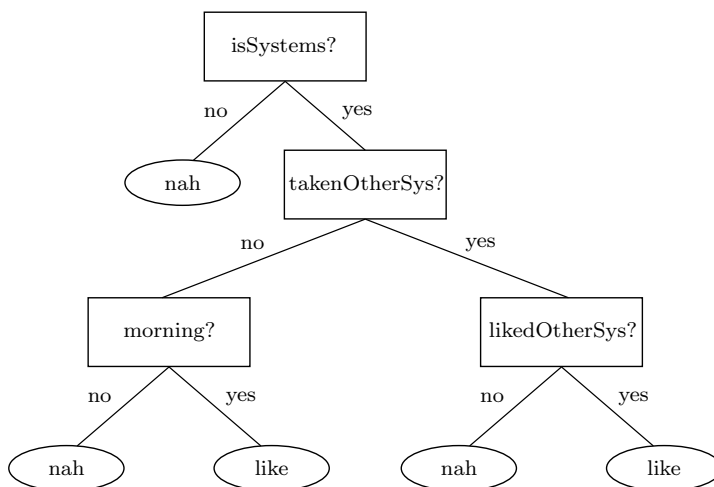 isSystems?
no
yes
nah
takenOtherSys?
no
yes
morning?
likedOtherSys?
no
yes
no
yes
nah
like
nah
like